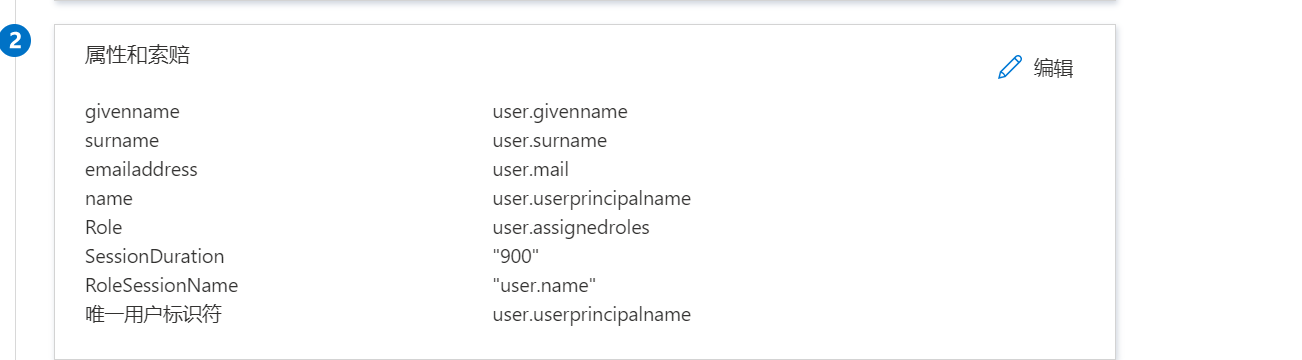 2
属性和索赔
编辑
givenname user.givenname
surname user.surname
emailaddress user.mail
name user.userprincipalname
Role user.assignedroles
SessionDuration "900"
RoleSessionName "user.name"
唯一用户标识符 user.userprincipalname